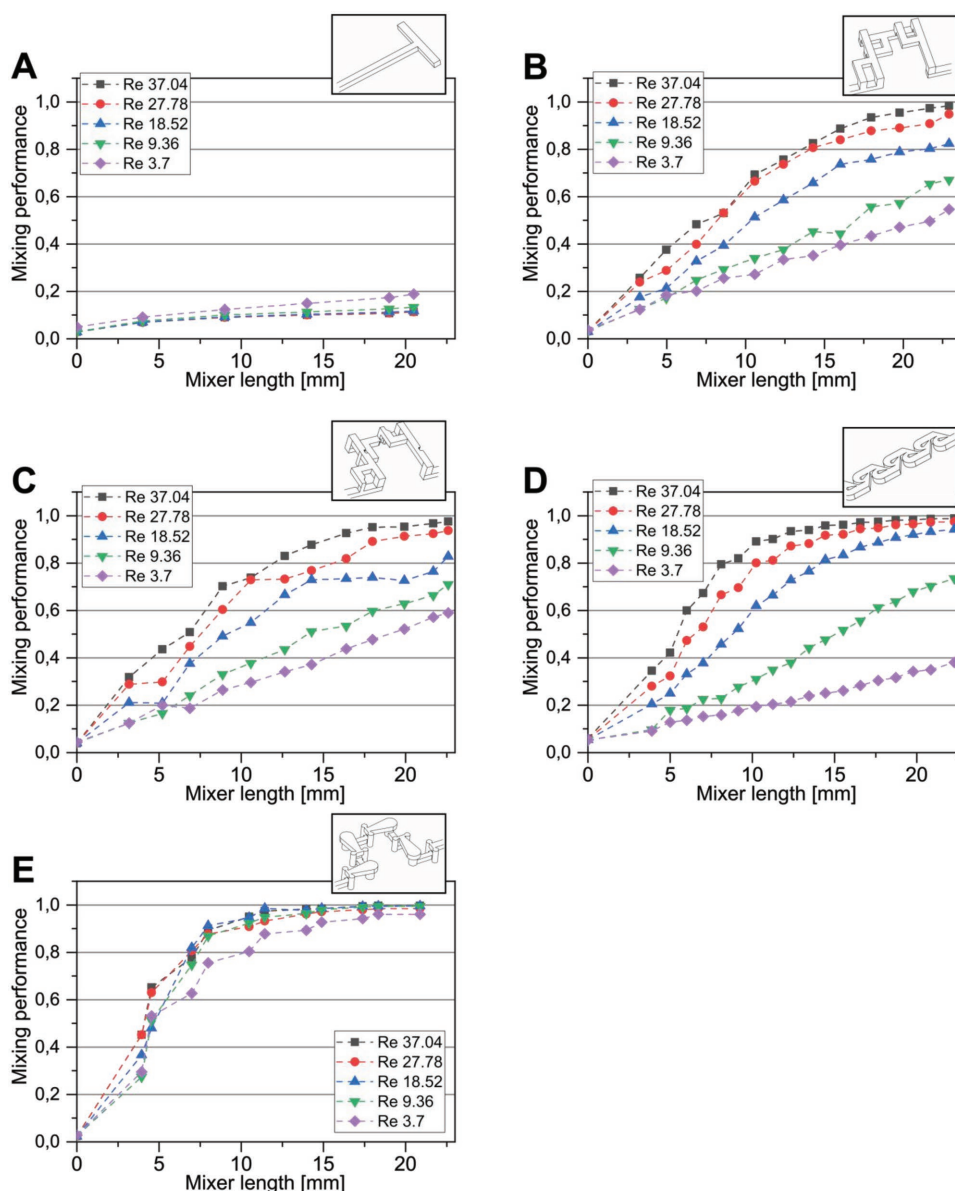 A
Re 37.04
Re 27.78
Re 18.52
Re 9.36
Re 3.7
1,0
0,8
0,6
0,4
0,2
0,0
Mixing performance
0 5 10 15 20
Mixer length [mm]
B
Re 37.04
Re 27.78
Re 18.52
Re 9.36
Re 3.7
1,0
0,8
0,6
0,4
0,2
0,0
Mixing performance
0 5 10 15 20
Mixer length [mm]
C
Re 37.04
Re 27.78
Re 18.52
Re 9.36
Re 3.7
1,0
0,8
0,6
0,4
0,2
0,0
Mixing performance
0 5 10 15 20
Mixer length [mm]
D
Re 37.04
Re 27.78
Re 18.52
Re 9.36
Re 3.7
1,0
0,8
0,6
0,4
0,2
0,0
Mixing performance
0 5 10 15 20
Mixer length [mm]
E
1,0
0,8
0,6
0,4
0,2
0,0
Mixing performance
Re 37.04
Re 27.78
Re 18.52
Re 9.36
Re 3.7
0 5 10 15 20
Mixer length [mm]